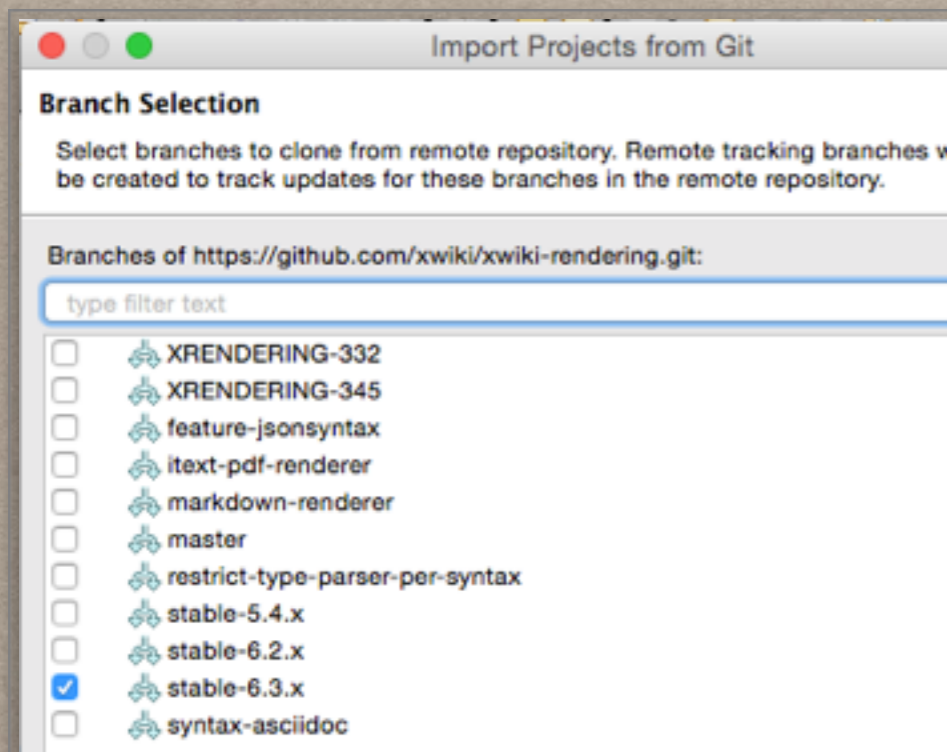 Import Projects from Git
Branch Selection
Select branches to clone from remote repository. Remote tracking branches
be created to track updates for these branches in the remote repository.
Branches of https://github.com/xwiki/xwiki-rendering.git:
type filter text
XRENDERING-332
XRENDERING-345
feature-jsonsyntax
itext-pdf-renderer
markdown-renderer
master
restrict-type-parser-per-syntax
stable-5.4.x
stable-6.2.x
stable-6.3.x
syntax-asciidoc